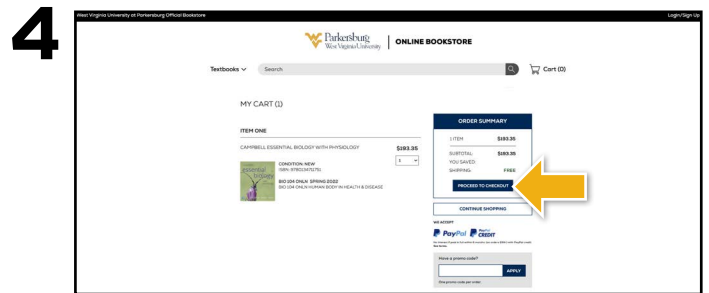 4
West Virginia University at Parkersburg Official Bookstore
Login/Sign Up
Parkersburg
West Virginia University
ONLINE BOOKSTORE
Textbooks
Search
Cart (0)
MY CART (1)
ITEM ONE
CAMPBELL ESSENTIAL BIOLOGY WITH PHYSIOLOGY
$193.35
1
essential
biology
CONDITION: NEW
BIO 104 ONLN SPRING 2022
BIO 104 ONLN HUMAN BODY IN HEALTH & DISEASE
ORDER SUMMARY
1 ITEM $193.35
SUBTOTAL: $193.35
YOU SAVED:
SHIPPING: FREE
PROCEED TO CHECKOUT
CONTINUE SHOPPING
WE ACCEPT
PayPal
PayPal
CREDIT
Have a promo code?
APPLY
One promo code per order.